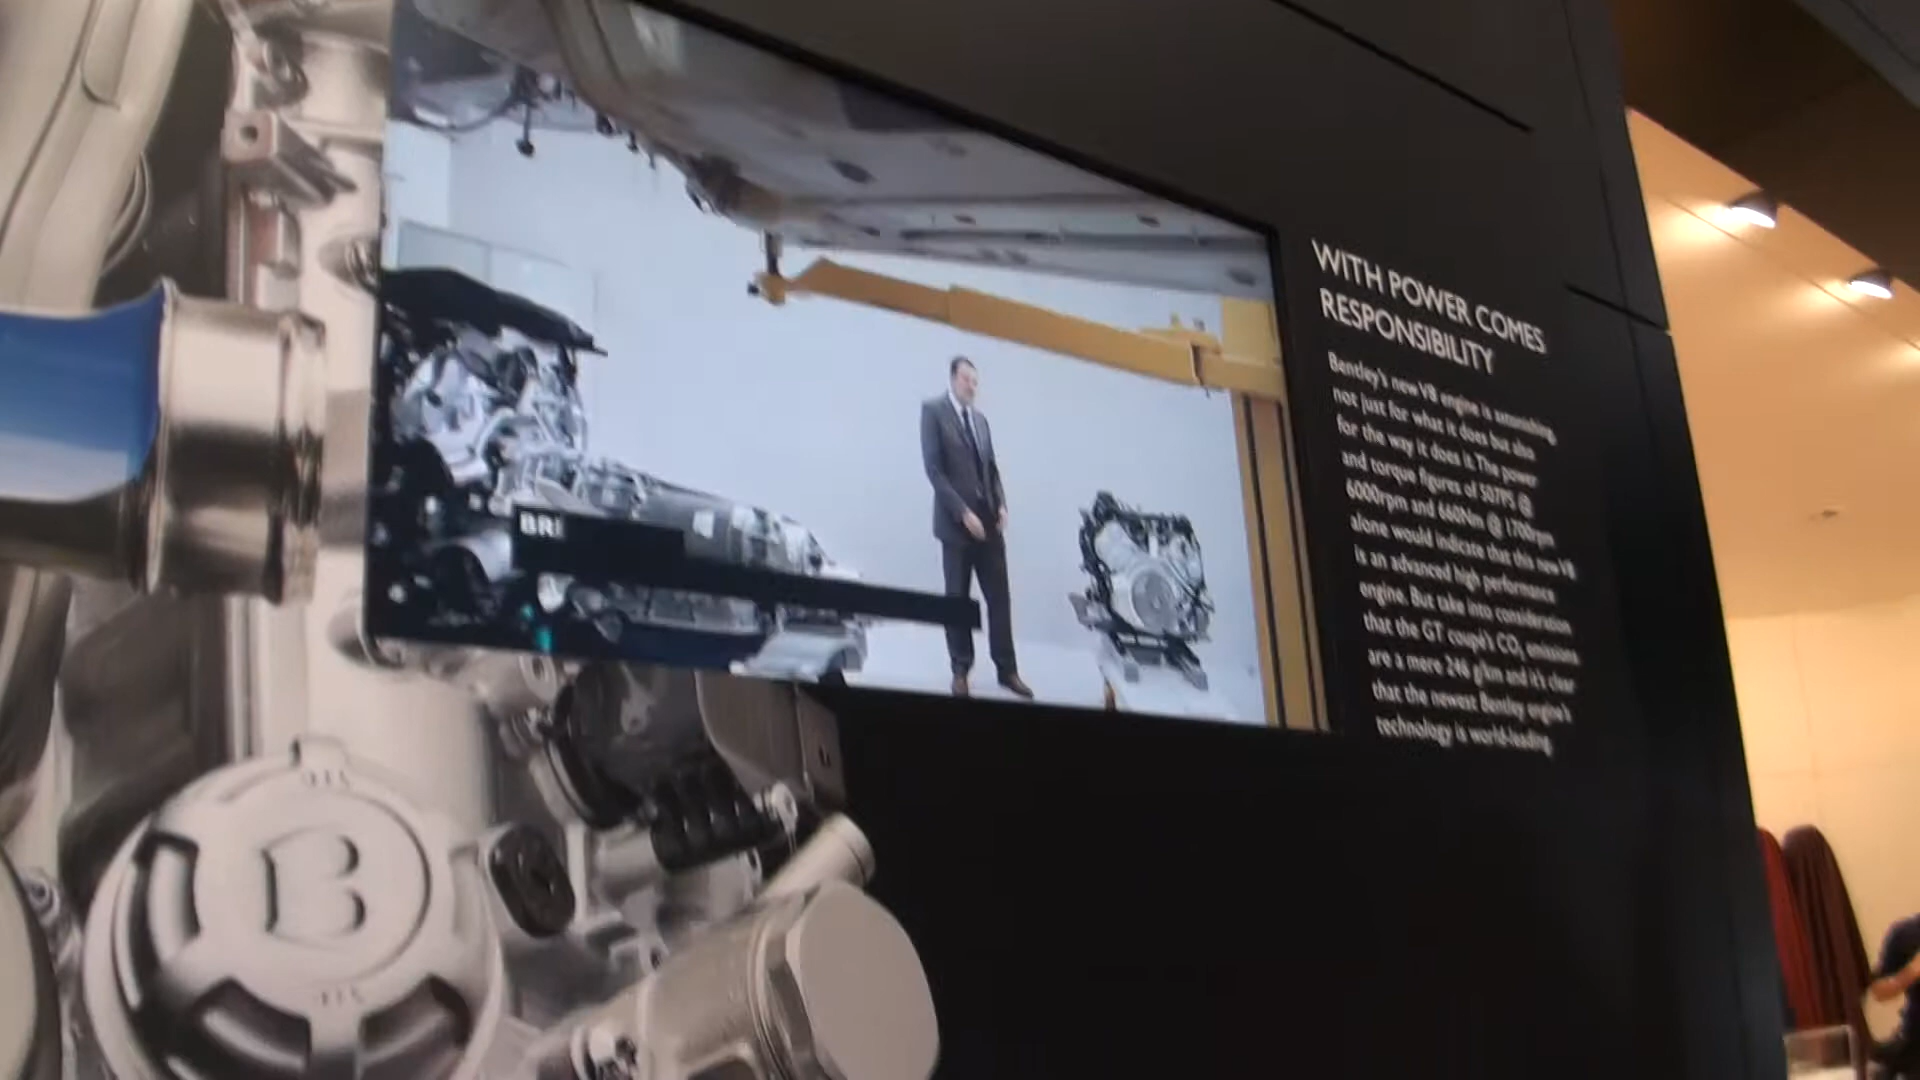 WITH POWER COMES
RESPONSIBILITY
Bentley's new V8 engine is astonishing,
not just for what it does but also
for the way it does it. The power
and torque figures of 507PS @
6000rpm and 660Nm @ 1700rpm
alone would indicate that this new V8
is an advanced high performance
engine. But take into consideration
that the GT coupé's CO₂ emissions
are a mere 246 g/km and it's clear
that the newest Bentley engine's
technology is world-leading.
BRI
B